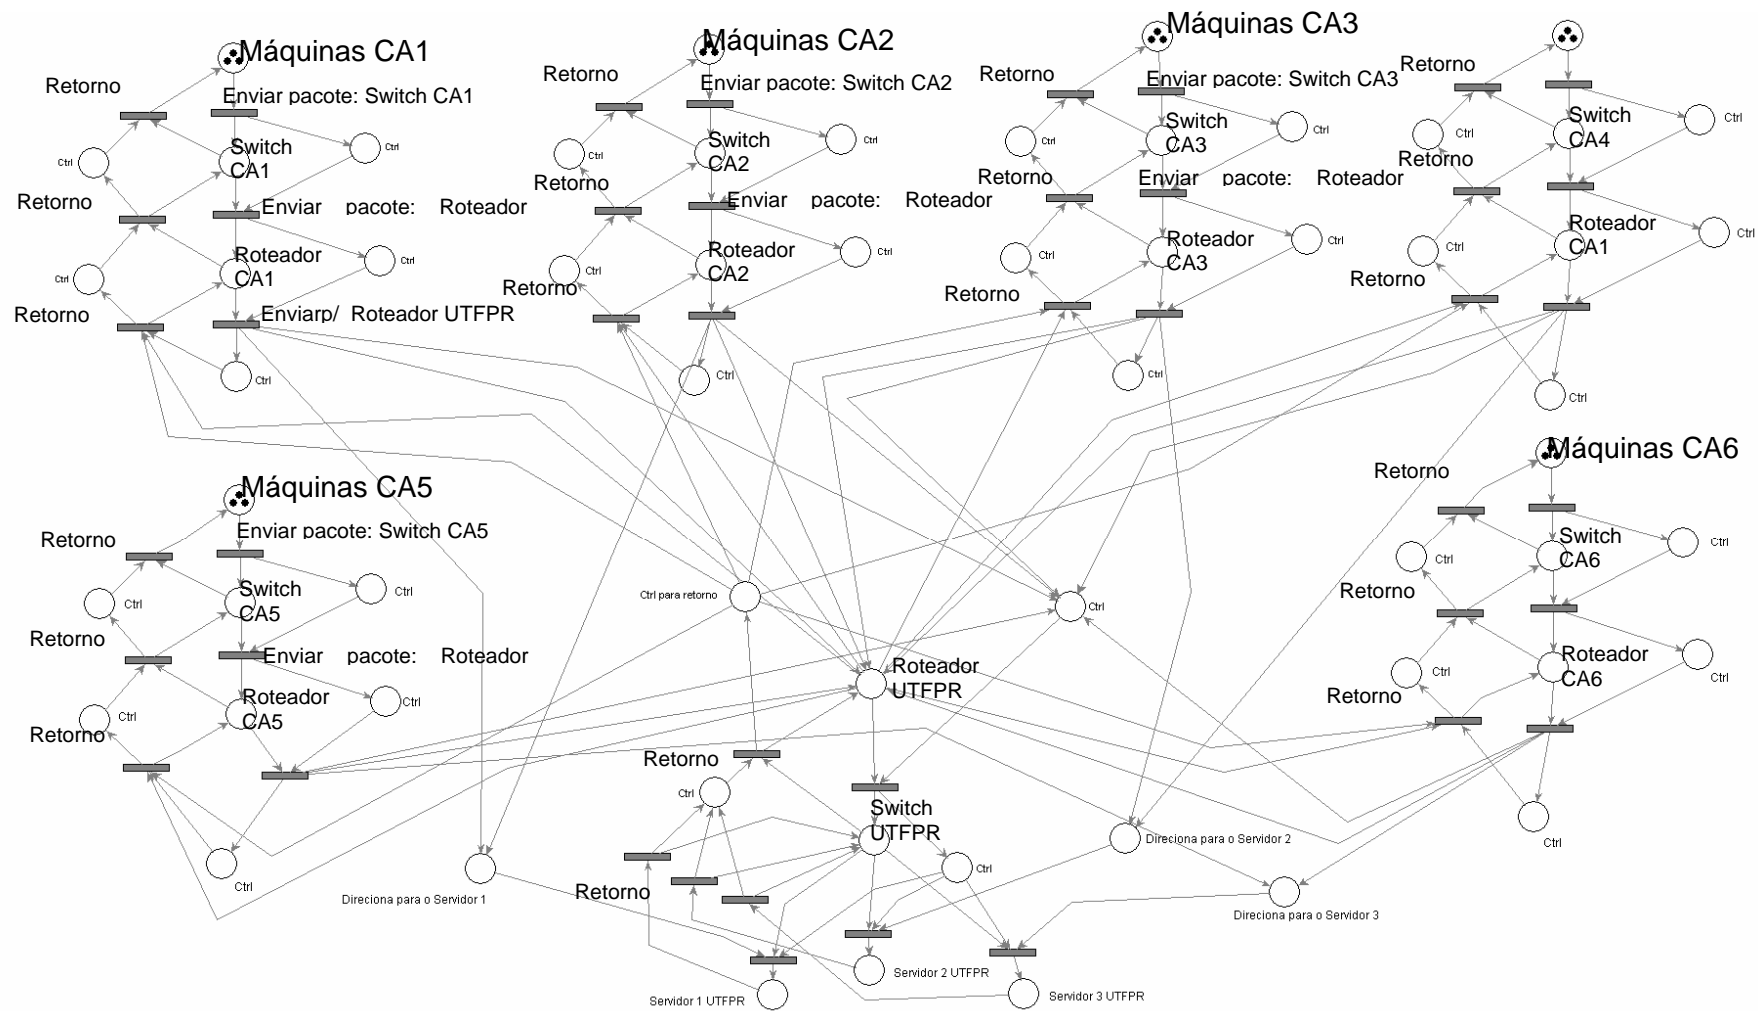 Máquinas CA1
Retorno
Enviar pacote: Switch CA1
Ctrl
Switch
CA1
Ctrl
Retorno
Enviar pacote: Roteador
Ctrl
Roteador
CA1
Ctrl
Retorno
Enviarp/ Roteador UTFPR
Ctrl
Máquinas CA2
Retorno
Enviar pacote: Switch CA2
Ctrl
Switch
CA2
Ctrl
Retorno
Enviar pacote: Roteador
Ctrl
Roteador
CA2
Ctrl
Retorno
Ctrl
Máquinas CA3
Retorno
Enviar pacote: Switch CA3
Ctrl
Switch
CA3
Ctrl
Retorno
Enviar pacote: Roteador
Ctrl
Roteador
CA3
Ctrl
Retorno
Ctrl
Retorno
Ctrl
Switch
CA4
Ctrl
Retorno
Ctrl
Roteador
CA1
Ctrl
Retorno
Ctrl
Máquinas CA5
Retorno
Enviar pacote: Switch CA5
Ctrl
Switch
CA5
Ctrl
Retorno
Enviar pacote: Roteador
Ctrl
Roteador
CA5
Ctrl
Retorno
Ctrl
Máquinas CA6
Retorno
Switch
CA6
Ctrl
Ctrl
Retorno
Roteador
CA6
Ctrl
Ctrl
Retorno
Ctrl
Ctrl para retorno
Ctrl
Roteador
UTFPR
Retorno
Ctrl
Switch
UTFPR
Ctrl
Retorno
Direciona para o Servidor 1
Direciona para o Servidor 2
Direciona para o Servidor 3
Servidor 1 UTFPR
Servidor 2 UTFPR
Servidor 3 UTFPR